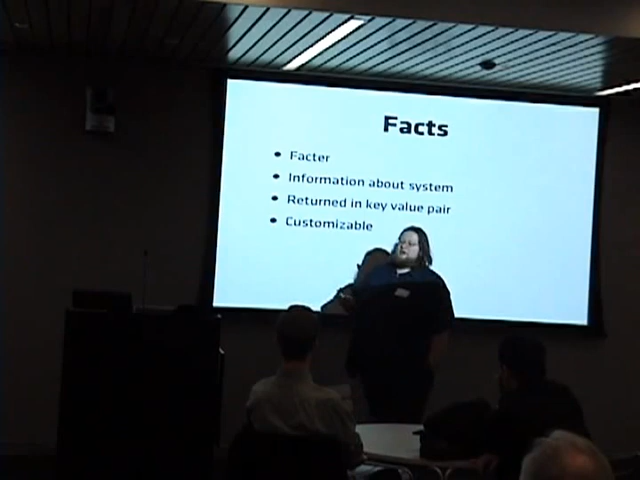 Facts
Facter
Information about system
Returned in key value pair
Customizable